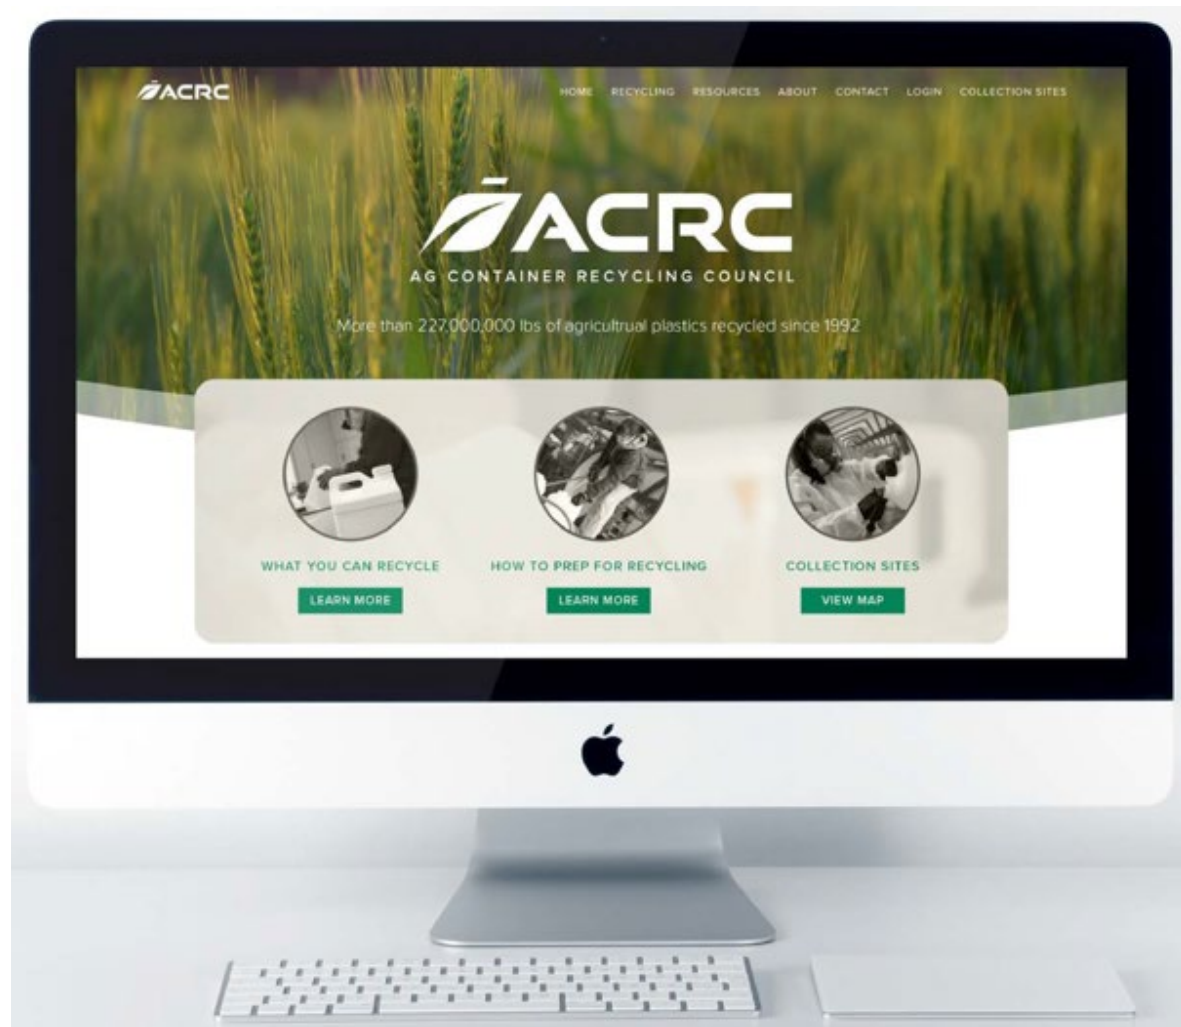 ACRC
HOME RECYCLING RESOURCES ABOUT CONTACT LOGIN COLLECTION SITES
ACRC
AG CONTAINER RECYCLING COUNCIL
More than 227,000,000 lbs of agricultrual plastics recycled since 1992
WHAT YOU CAN RECYCLE
HOW TO PREP FOR RECYCLING
COLLECTION SITES
LEARN MORE
LEARN MORE
VIEW MAP